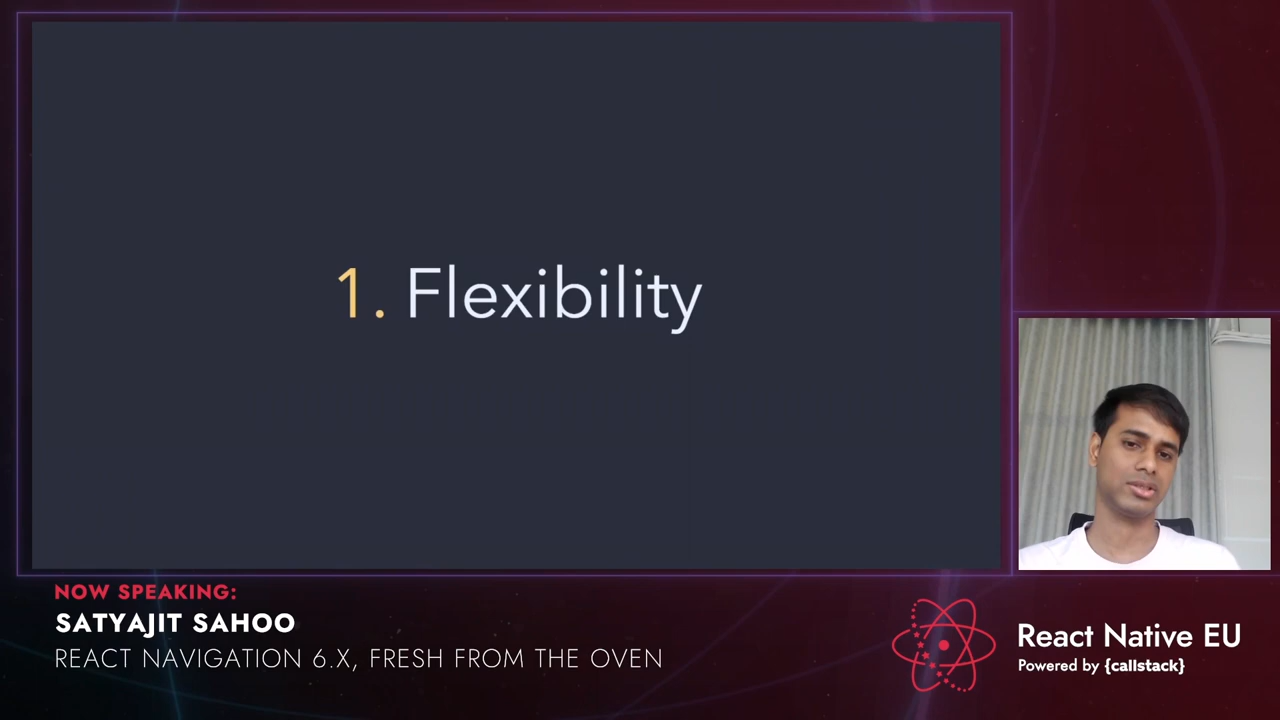 1. Flexibility
NOW SPEAKING:
SATYAJIT SAHOO
REACT NAVIGATION 6.X, FRESH FROM THE OVEN
React Native EU
Powered by {callstack}